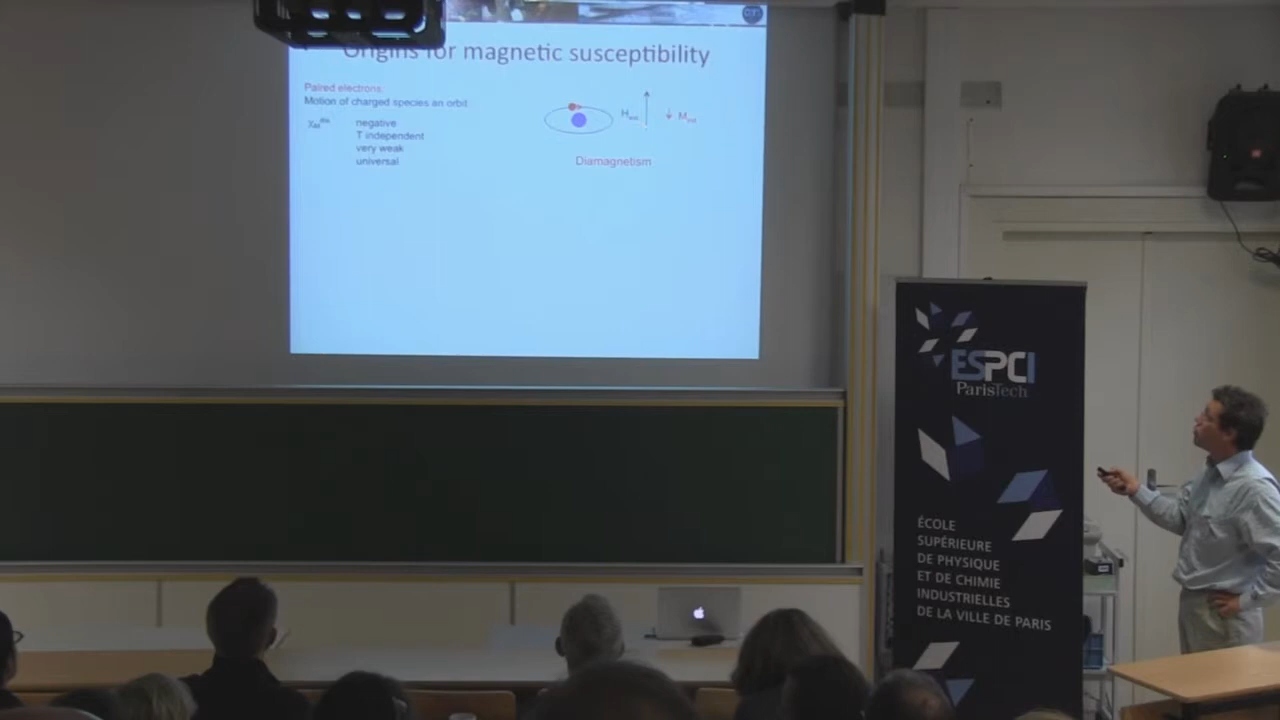 Origins for magnetic susceptibility
Paired electrons.
Motion of charged species an orbit.
negative
T independent
very weak
universal
Diamagnetism
ESPCI
ParisTech
ÉCOLE
SUPÉRIEURE
DE PHYSIQUE
ET DE CHIMIE
INDUSTRIELLES
DE LA VILLE DE PARIS